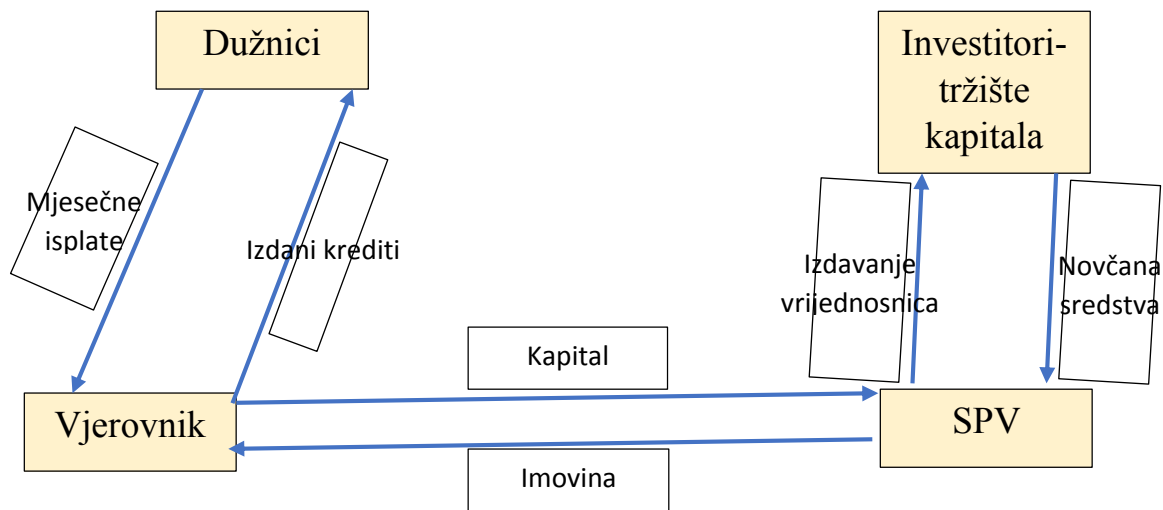 Dužnici
Investitori-
tržište
kapitala
Mjesečne
isplate
Izdani krediti
Izdavanje
vrijednosnica
Novčana
sredstva
Kapital
Vjerovnik
SPV
Imovina